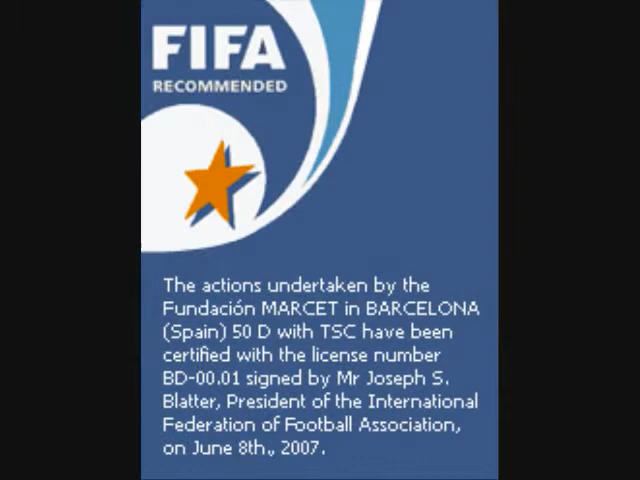 FIFA
RECOMMENDED
The actions undertaken by the
Fundación MARCET in BARCELONA
(Spain) 50 D with TSC have been
certified with the license number
BD-00.01 signed by Mr Joseph S.
Blatter, President of the International
Federation of Football Association,
on June 8th., 2007.